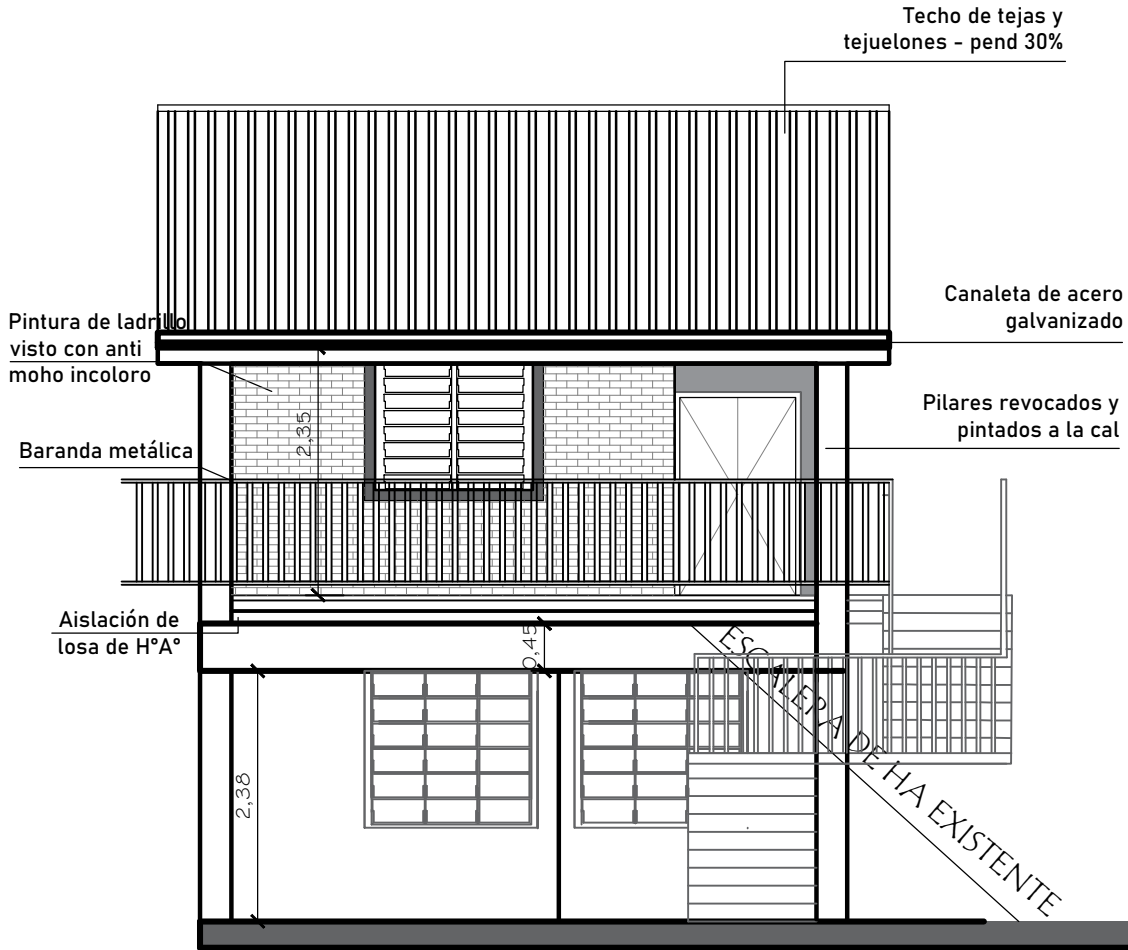 Techo de tejas y
tejuelones - pend 30%
Canaleta de acero
galvanizado
Pintura de ladrillo
visto con anti
moho incoloro
2,35
Pilares revocados y
pintados a la cal
Baranda metálica
Aislación de
losa de H°A°
0,45
ESCALERA DE HA EXISTENTE
2,38